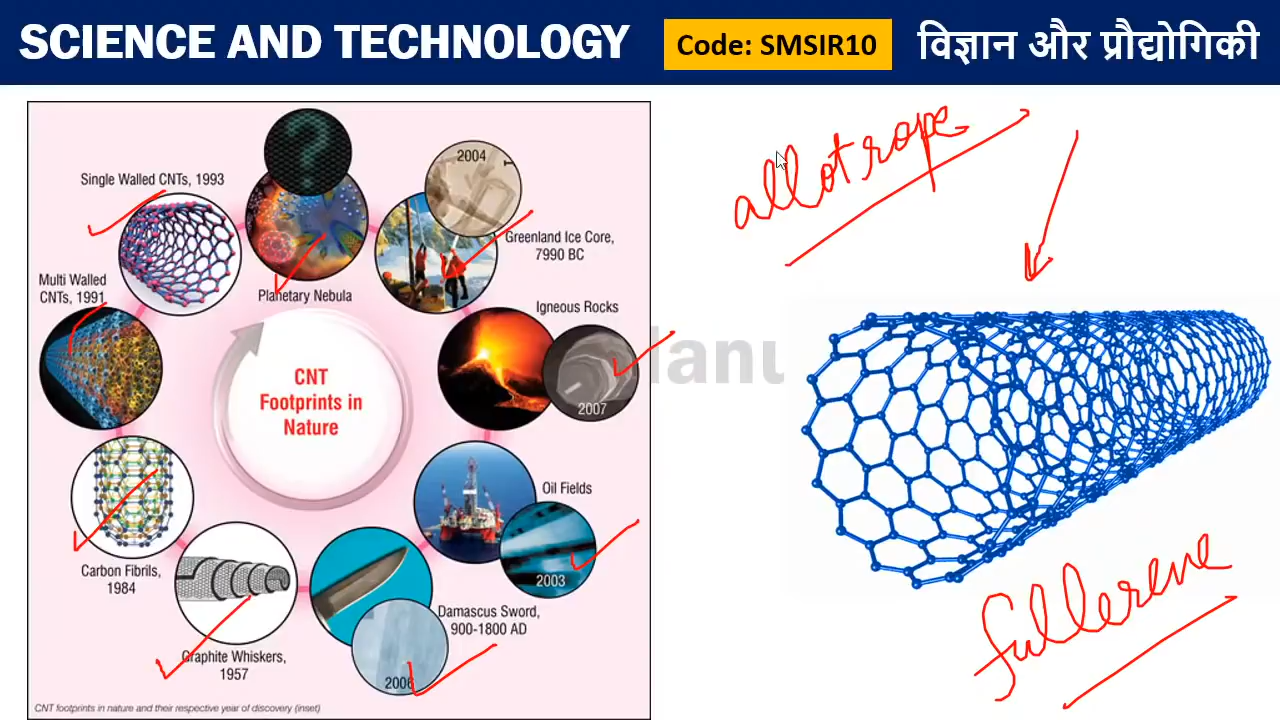 SCIENCE AND TECHNOLOGY
Code: SMSIR10
विज्ञान और प्रौद्योगिकी
allotrope
2004
Single Walled CNTs, 1993
Greenland Ice Core,
7990 BC
Multi Walled
CNTs, 1991
Planetary Nebula
Igneous Rocks
2007
CNT
Footprints in
Nature
Oil Fields
2003
Carbon Fibrils,
1984
Damascus Sword,
900-1800 AD
Graphite Whiskers,
1957
2006
fullerene
CNT footprints in nature and their respective year of discovery (inset)